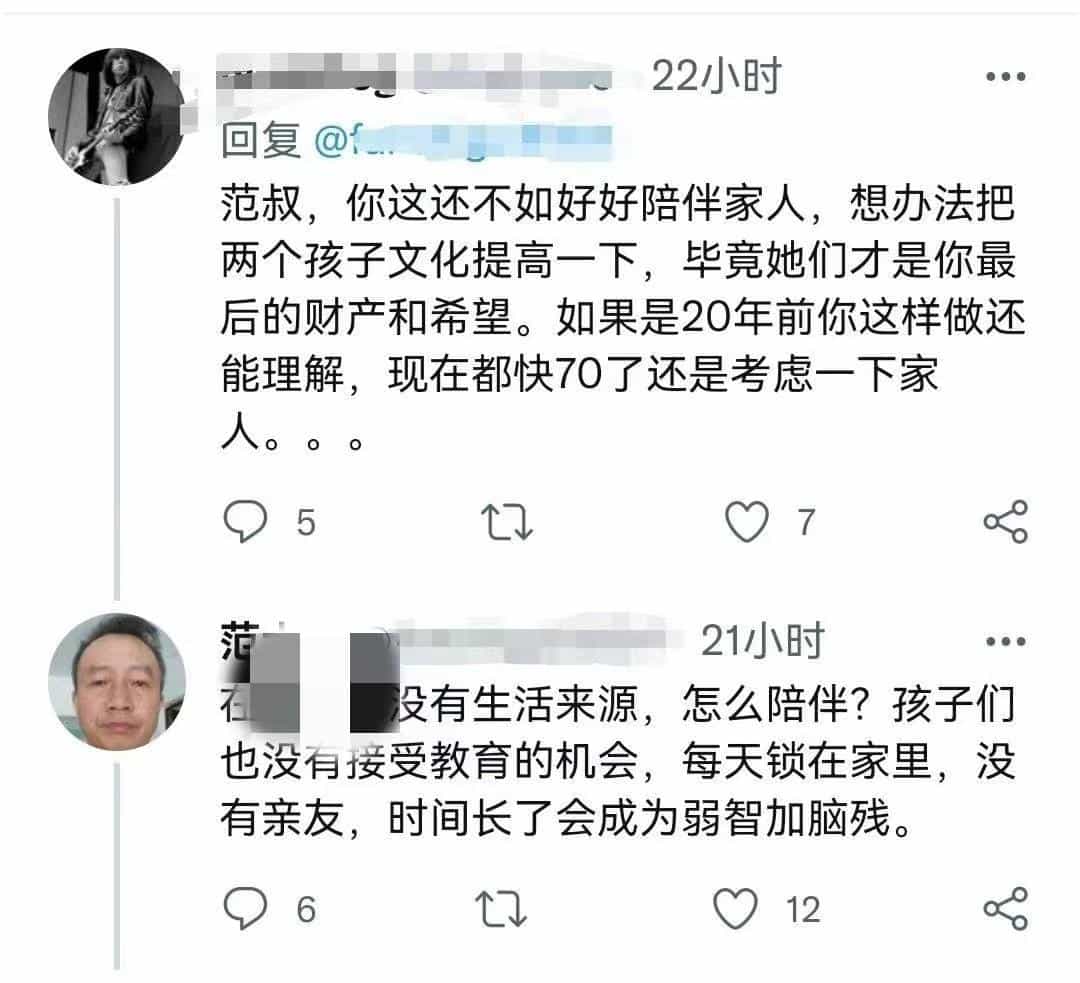 22小时
回复 @f
范叔，你这还不如好好陪伴家人，想办法把
两个孩子文化提高一下，毕竟她们才是你最
后的财产和希望。如果是20年前你这样做还
能理解，现在都快70了还是考虑一下家
人。。。
5 7
范 21小时
在 没有生活来源，怎么陪伴？孩子们
也没有接受教育的机会，每天锁在家里，没
有亲友，时间长了会成为弱智加脑残。
6 12